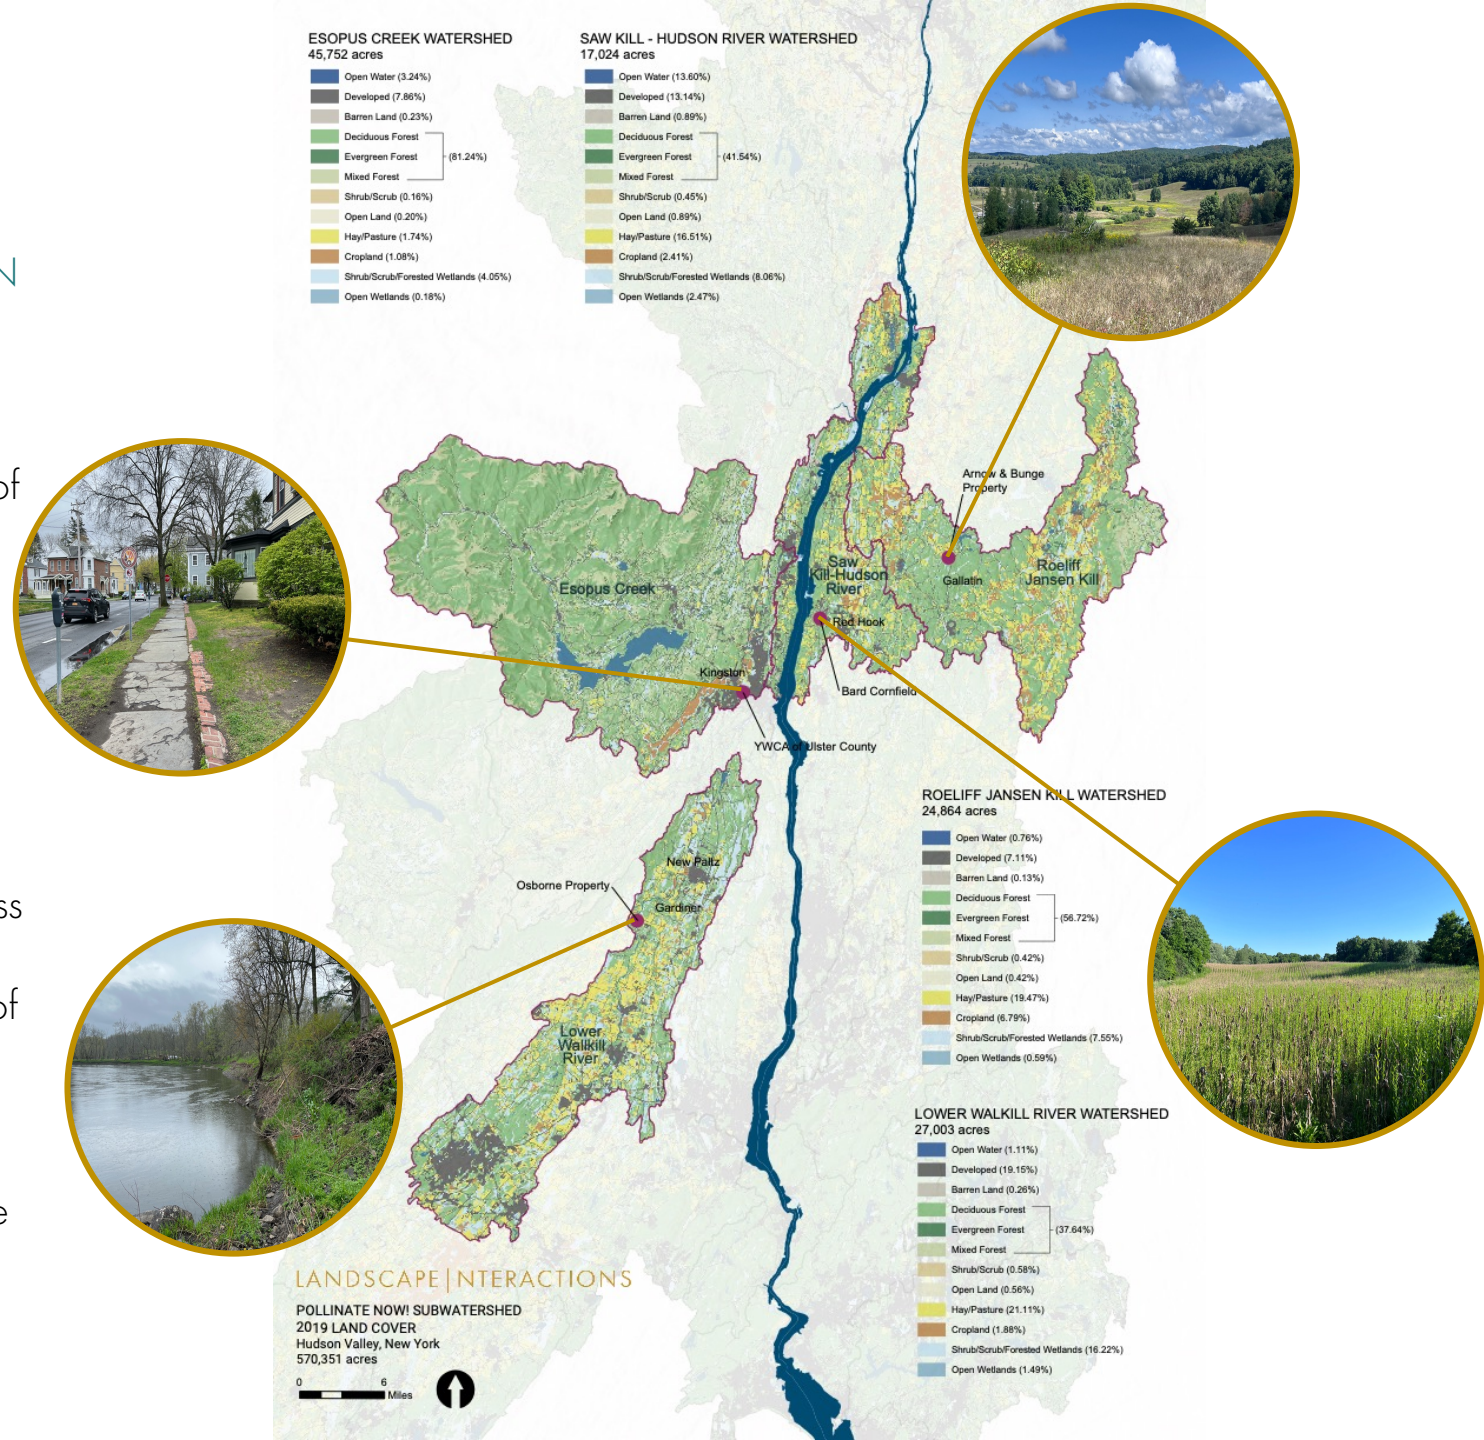 ESOPUS CREEK WATERSHED
45,752 acres
Open Water (3.24%)
Developed (7.86%)
Barren Land (0.23%)
Deciduous Forest
Evergreen Forest
(81.24%)
Mixed Forest
Shrub/Scrub (0.16%)
Open Land (0.20%)
Hay/Pasture (1.74%)
Cropland (1.08%)
Shrub/Scrub/Forested Wetlands (4.05%)
Open Wetlands (0.18%)
SAW KILL - HUDSON RIVER WATERSHED
17,024 acres
Open Water (13.60%)
Developed (13.14%)
Barren Land (0.89%)
Deciduous Forest
Evergreen Forest
(41.54%)
Mixed Forest
Shrub/Scrub (0.45%)
Open Land (0.89%)
Hay/Pasture (16.51%)
Cropland (2.41%)
Shrub/Scrub/Forested Wetlands (8.06%)
Open Wetlands (2.47%)
N
of
ss
of
e
Arnow & Bunge
Property
Gallatin
Roeliff
Jansen Kill
Saw
Kill-Hudson
River
Esopus Creek
Red Hook
Kingston
Bard Cornfield
YWCA of Ulster County
New Paltz
Osborne Property
Gardiner
Lower
Wallkill
River
ROELIFF JANSEN KILL WATERSHED
24,864 acres
Open Water (0.76%)
Developed (7.11%)
Barren Land (0.13%)
Deciduous Forest
Evergreen Forest
(56.72%)
Mixed Forest
Shrub/Scrub (0.42%)
Open Land (0.42%)
Hay/Pasture (19.47%)
Cropland (6.79%)
Shrub/Scrub/Forested Wetlands (7.55%)
Open Wetlands (0.59%)
LOWER WALKILL RIVER WATERSHED
27,003 acres
Open Water (1.11%)
Developed (19.15%)
Barren Land (0.26%)
Deciduous Forest
Evergreen Forest
(37.64%)
Mixed Forest
Shrub/Scrub (0.58%)
Open Land (0.56%)
Hay/Pasture (21.11%)
Cropland (1.88%)
Shrub/Scrub/Forested Wetlands (16.22%)
Open Wetlands (1.49%)
LANDSCAPE|NTERACTIONS
POLLINATE NOW! SUBWATERSHED
2019 LAND COVER
Hudson Valley, New York
570,351 acres
0 6
Miles